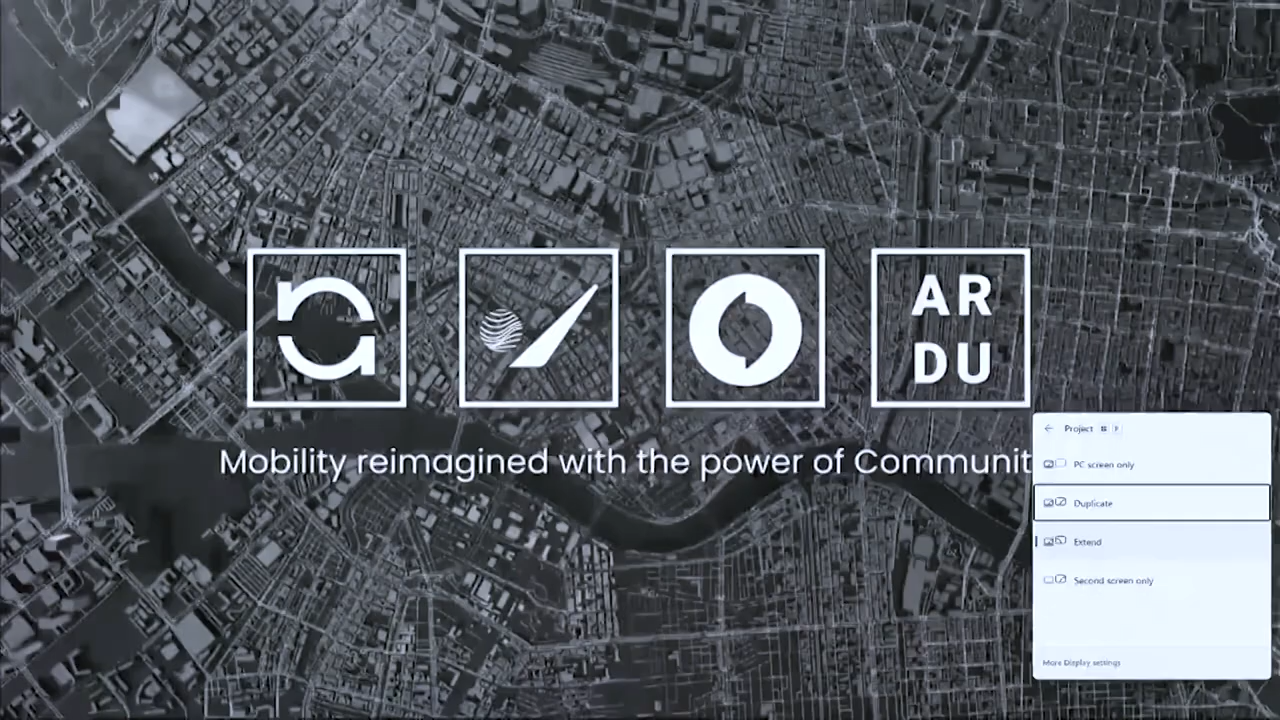 AR
DU
Mobility reimagined with the power of Communit
Project
PC screen only
Duplicate
Extend
Second screen only
More Display settings